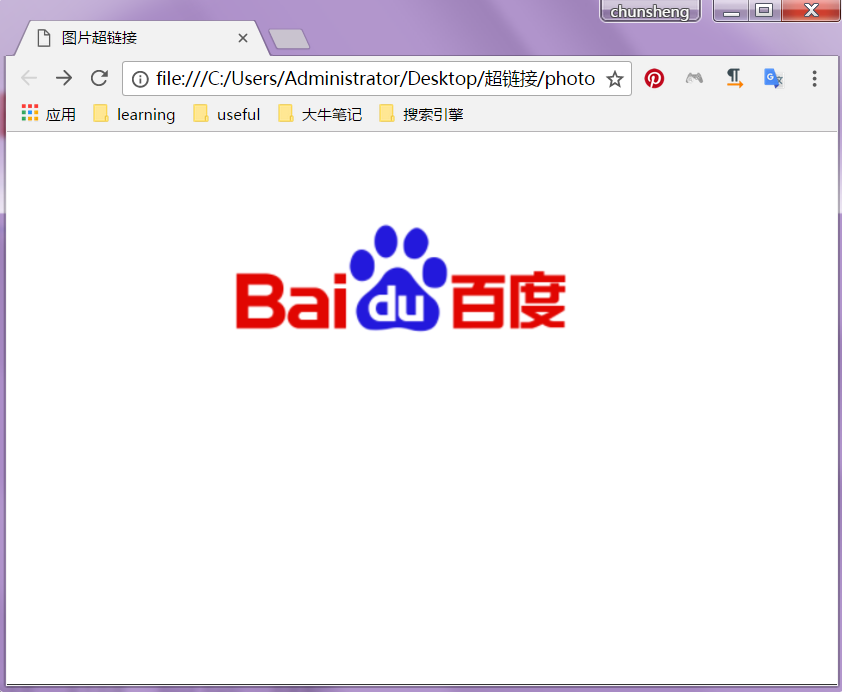 chunsheng
图片超链接
file:///C:/Users/Administrator/Desktop/超链接/photo
应用 learning useful 大牛笔记 搜索引擎
Bai du 百度